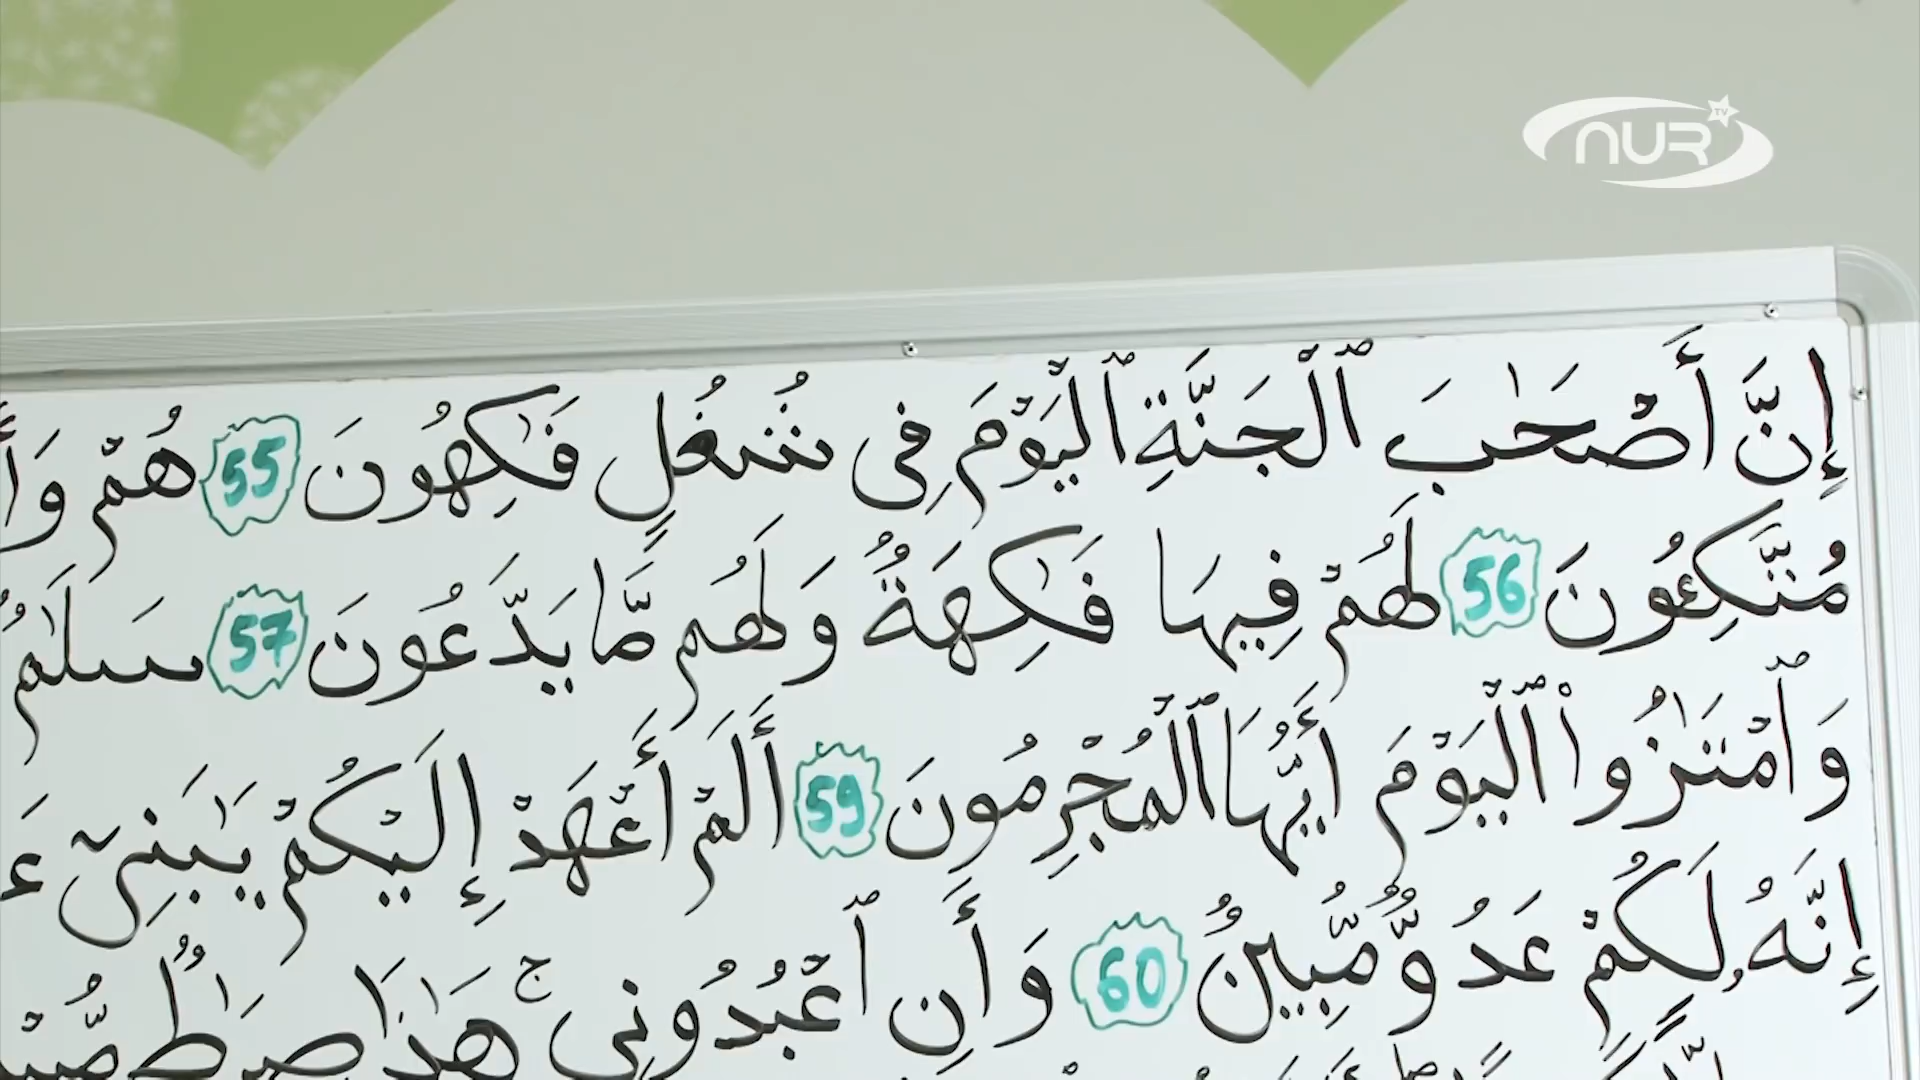 NUR TV
إِنَّ أَصْحَٰبَ ٱلْجَنَّةِ ٱلْيَوْمَ فِى شُغُلٍ فَٰكِهُونَ 55 هُمْ
مُتَّكِـُٔونَ 56 لَهُمْ فِيهَا فَٰكِهَةٌ وَلَهُم مَّا يَدَّعُونَ 57 سَلَٰمٌ
وَٱمْتَٰزُوا۟ ٱلْيَوْمَ أَيُّهَا ٱلْمُجْرِمُونَ 59 أَلَمْ أَعْهَدْ إِلَيْكُمْ يَٰبَنِىٓ
إِنَّهُۥ لَكُمْ عَدُوٌّ مُّبِينٌ 60 وَأَنِ ٱعْبُدُونِى ۚ هَٰذَا صِرَٰطٌ